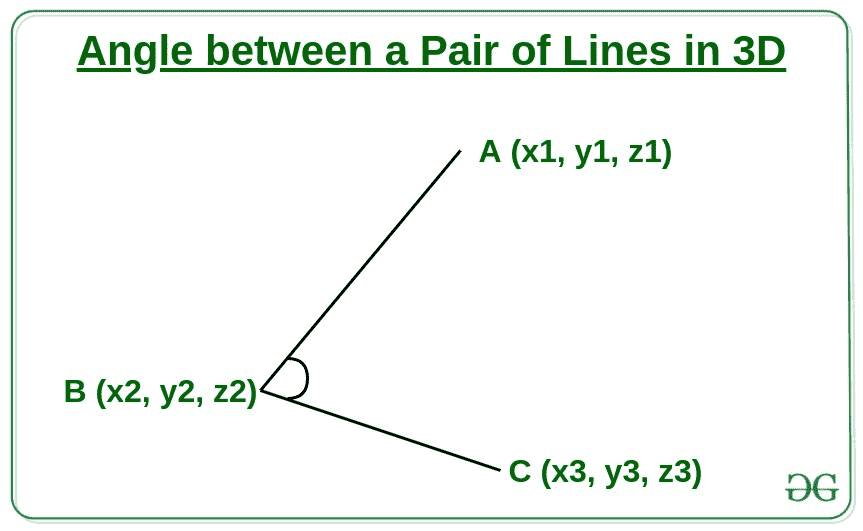 Angle between a Pair of Lines in 3D
A (x1, y1, z1)
B (x2, y2, z2)
C (x3, y3, z3)